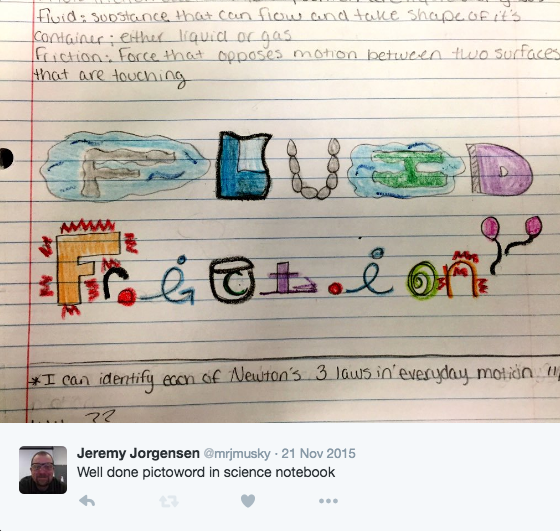 Fluid: substance that can flow and take shape of it's
container; either liquid or gas
Friction: Force that opposes motion between two surfaces
that are touching
FLUID
Friction
*I can identify each of Newton's 3 laws in everyday motion
Jeremy Jorgensen @mrjmusky · 21 Nov 2015
Well done pictoword in science notebook